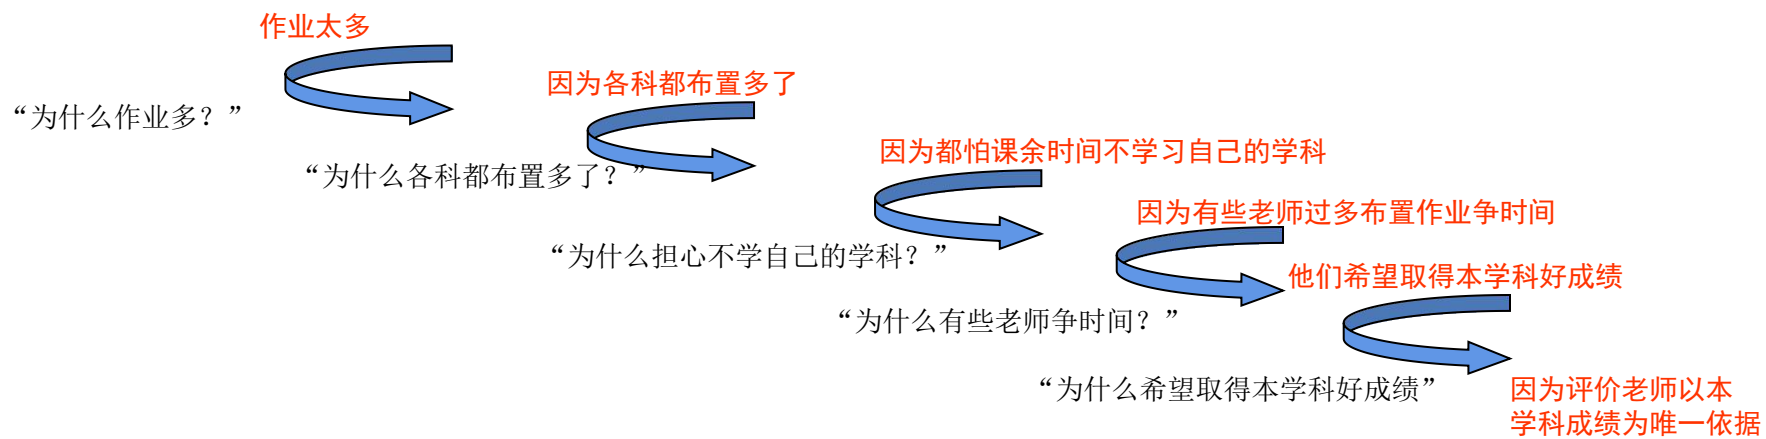 作业太多
“为什么作业多？”
因为各科都布置多了
“为什么各科都布置多了？”
因为都怕课余时间不学习自己的学科
“为什么担心不学自己的学科？”
因为有些老师过多布置作业争时间
“为什么有些老师争时间？”
他们希望取得本学科好成绩
“为什么希望取得本学科好成绩”
因为评价老师以本
学科成绩为唯一依据